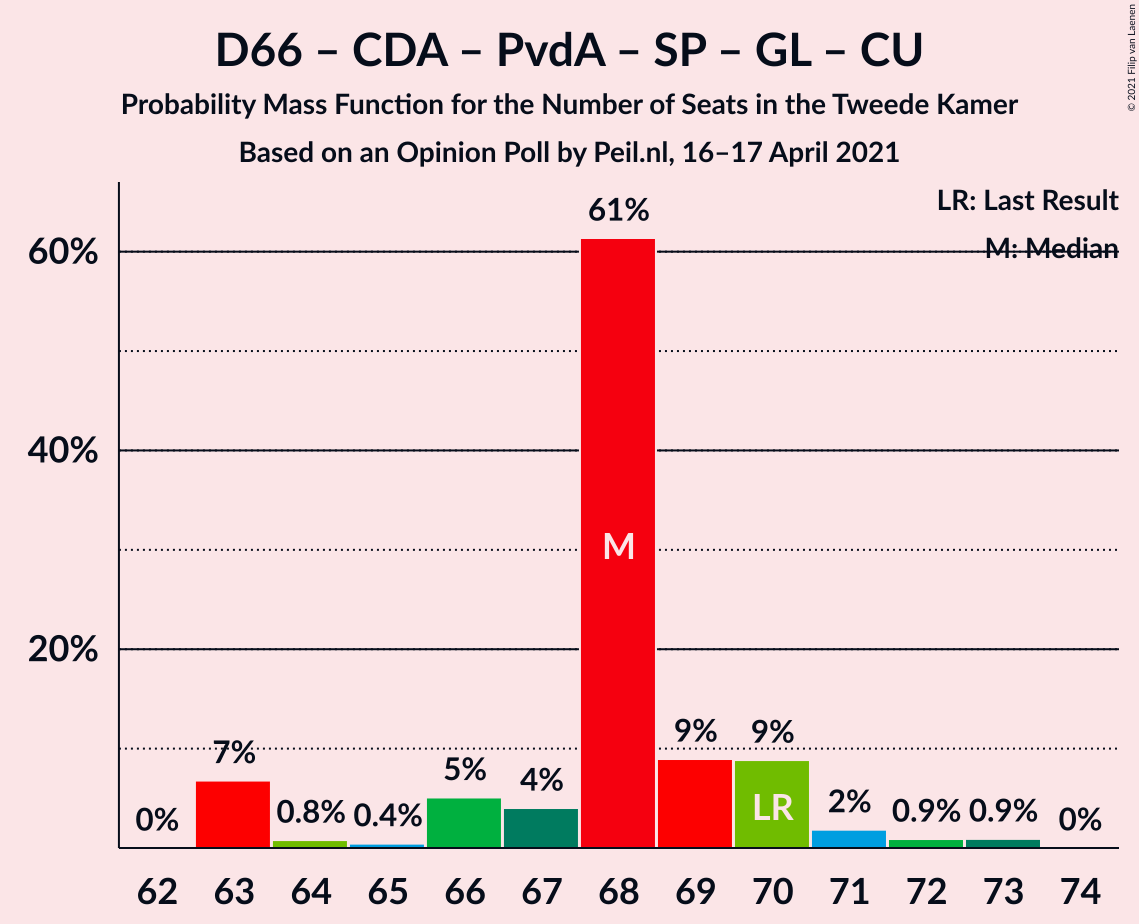 D66 – CDA – PvdA – SP – GL – CU
Probability Mass Function for the Number of Seats in the Tweede Kamer
Based on an Opinion Poll by Peil.nl, 16–17 April 2021
© 2021 Filip van Laenen
LR: Last Result
M: Median
60%
40%
20%
0% 7% 0.8% 0.4% 5% 4% 61% 9% 9% 2% 0.9% 0.9% 0%
M
LR
62 63 64 65 66 67 68 69 70 71 72 73 74